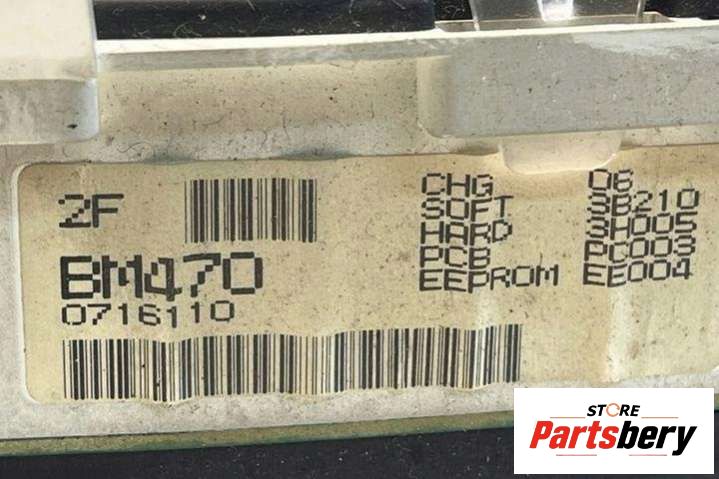 2F
BM470
0716110
CHG 06
SOFT 3B210
HARD 3H005
PCB PC003
EEPROM EE004
STORE
Partsbery